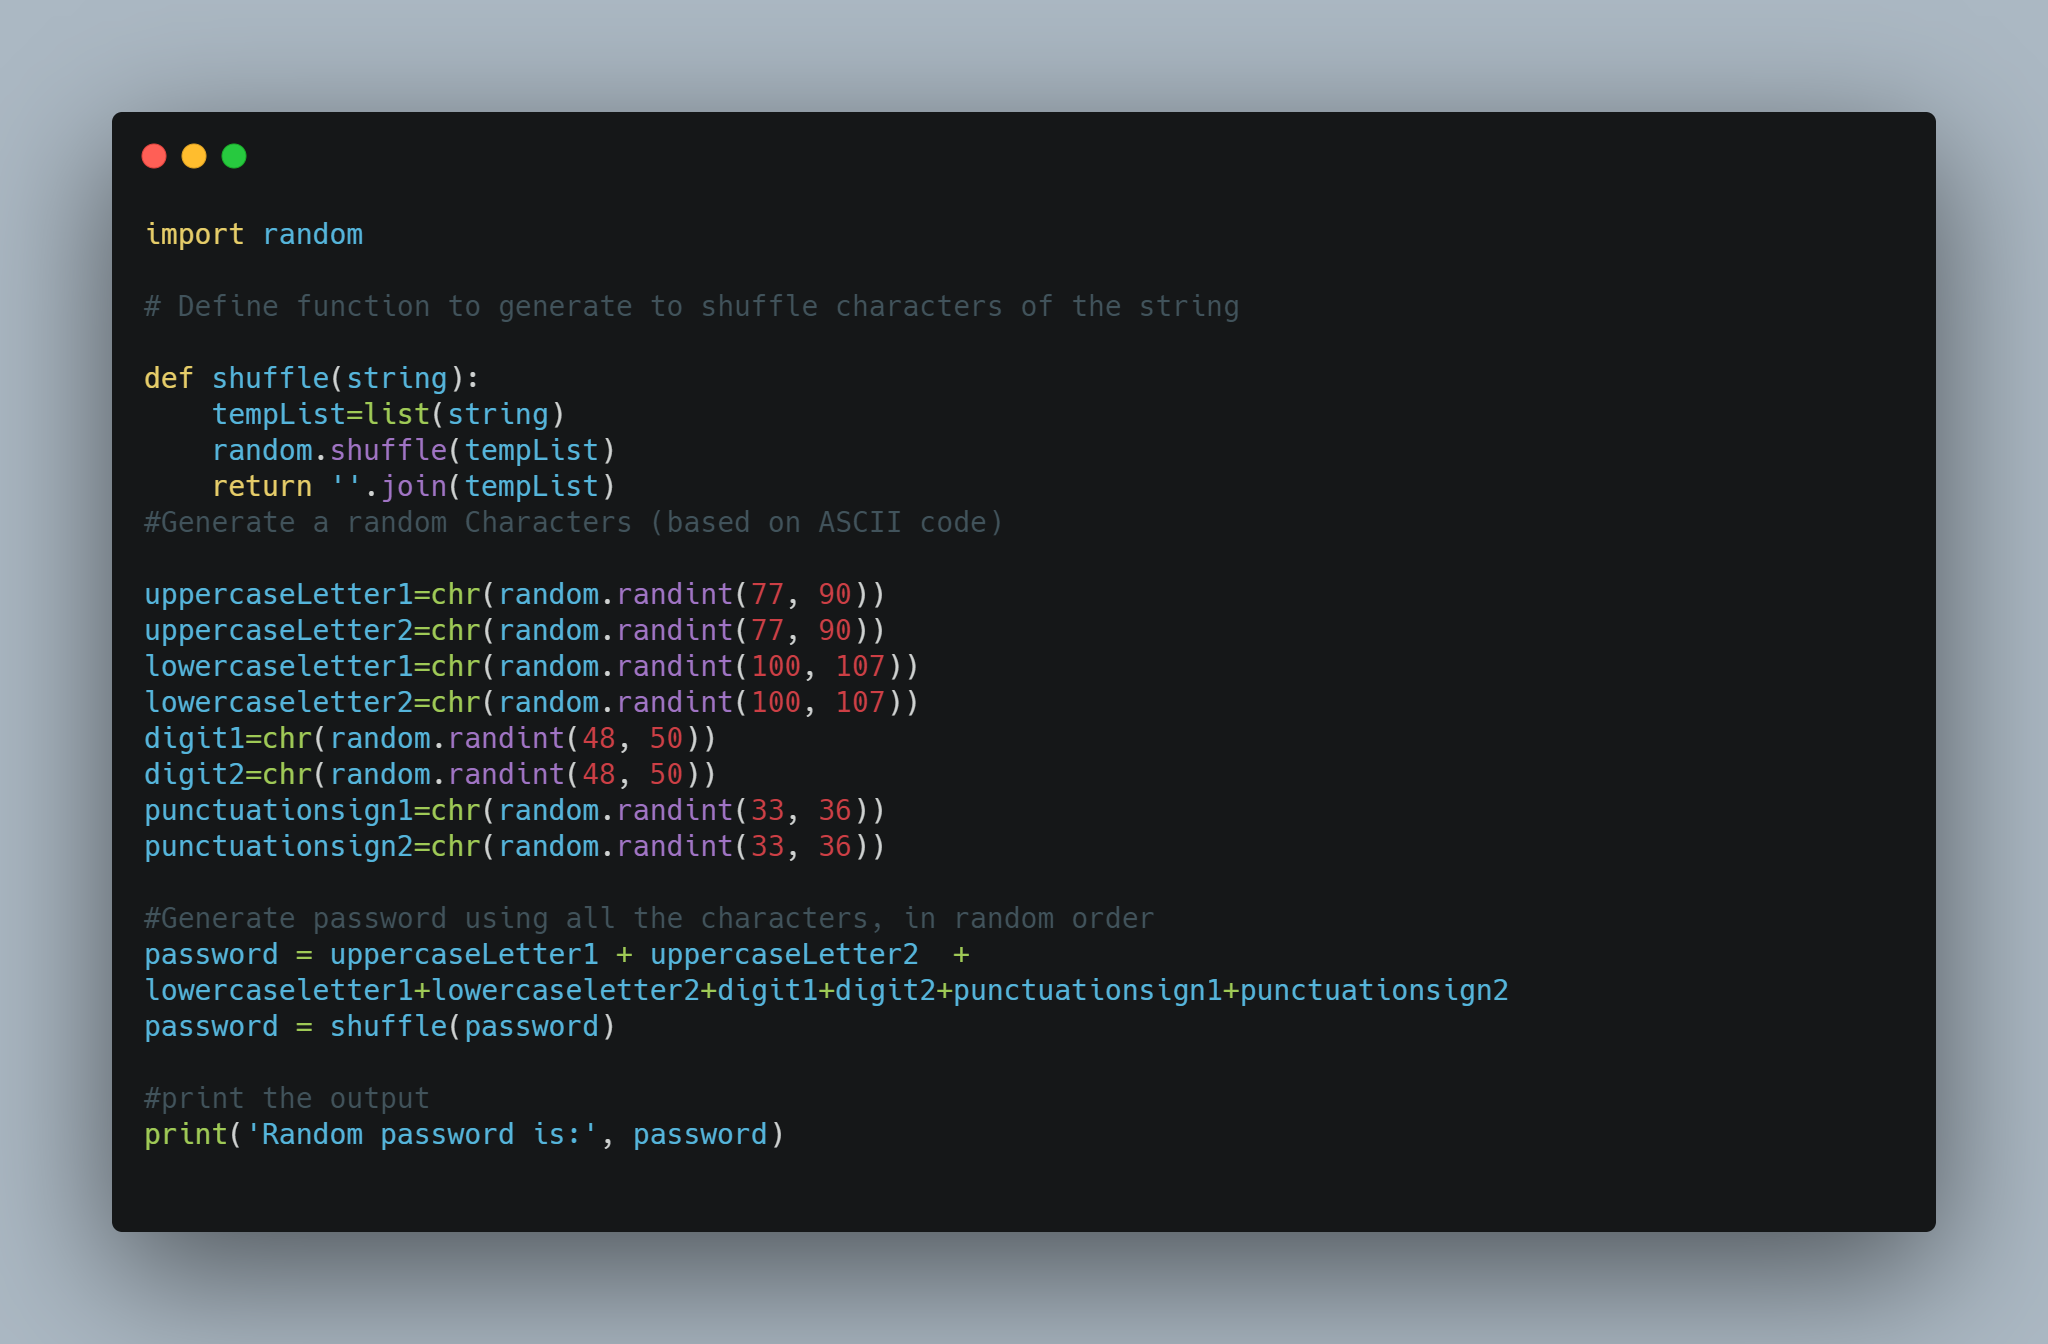 import random
# Define function to generate to shuffle characters of the string
def shuffle(string):
    tempList=list(string)
    random.shuffle(tempList)
    return ''.join(tempList)
#Generate a random Characters (based on ASCII code)
uppercaseLetter1=chr(random.randint(77, 90))
uppercaseLetter2=chr(random.randint(77, 90))
lowercaseletter1=chr(random.randint(100, 107))
lowercaseletter2=chr(random.randint(100, 107))
digit1=chr(random.randint(48, 50))
digit2=chr(random.randint(48, 50))
punctuationsign1=chr(random.randint(33, 36))
punctuationsign2=chr(random.randint(33, 36))
#Generate password using all the characters, in random order
password = uppercaseLetter1 + uppercaseLetter2  +
lowercaseletter1+lowercaseletter2+digit1+digit2+punctuationsign1+punctuationsign2
password = shuffle(password)
#print the output
print('Random password is:', password)